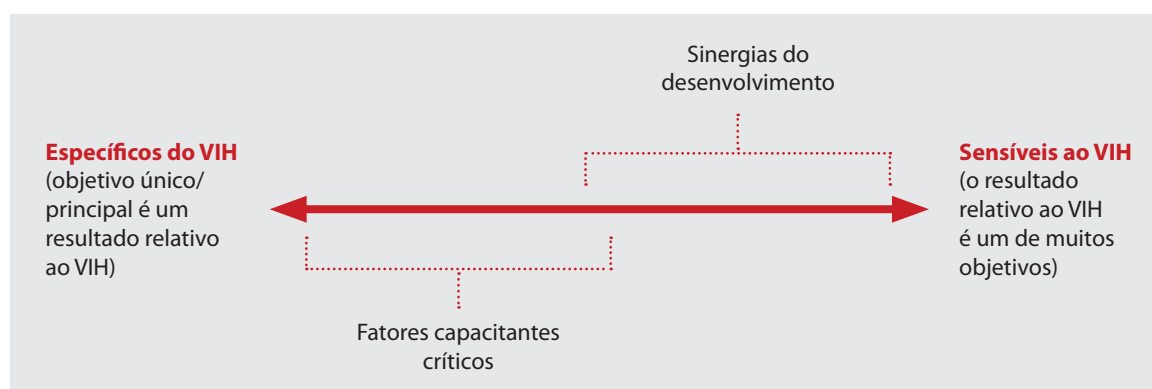 Sinergias do
desenvolvimento
Específicos do VIH
(objetivo único/
principal é um
resultado relativo
ao VIH)
Sensíveis ao VIH
(o resultado
relativo ao VIH
é um de muitos
objetivos)
Fatores capacitantes
críticos